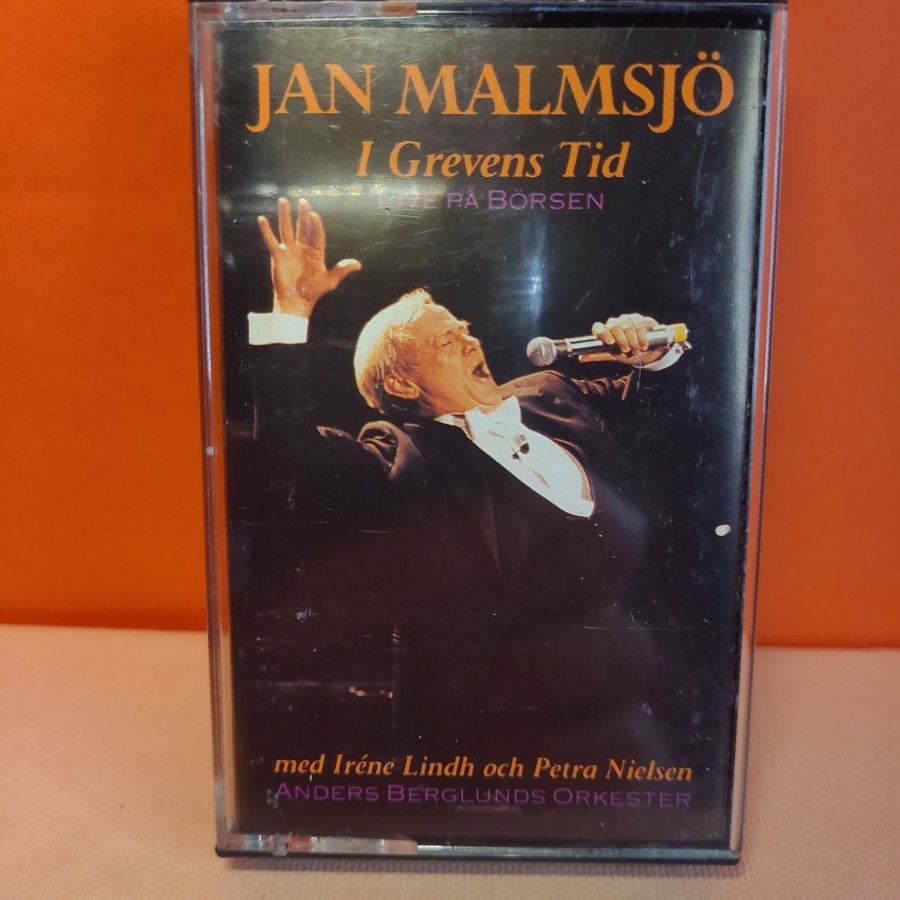 JAN MALMSJÖ
I Grevens Tid
LIVE PÅ BÖRSEN
med Iréne Lindh och Petra Nielsen
ANDERS BERGLUNDS ORKESTER